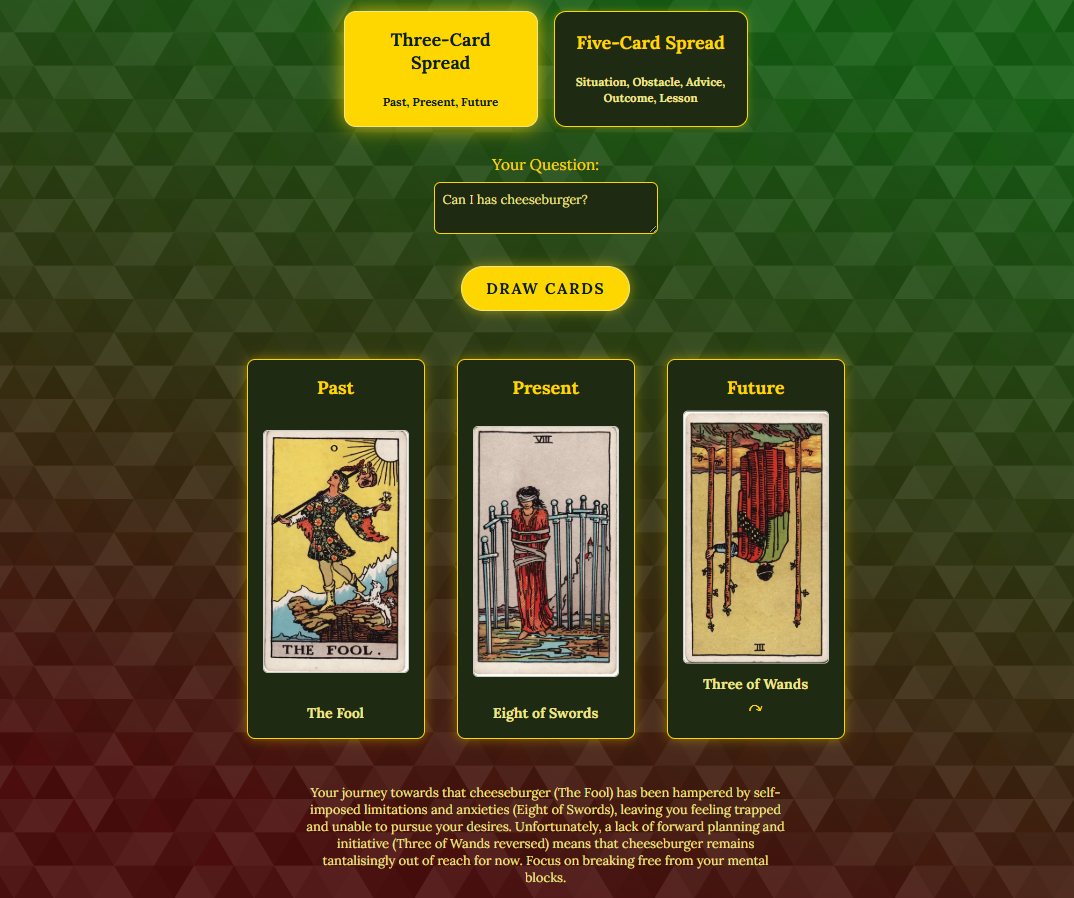 Three-Card
Spread
Past, Present, Future
Five-Card Spread
Situation, Obstacle, Advice,
Outcome, Lesson
Your Question:
Can I has cheeseburger?
DRAW CARDS
Past
0
THE FOOL.
The Fool
Present
VIII
Eight of Swords
Future
III
Three of Wands
Your journey towards that cheeseburger (The Fool) has been hampered by self-
imposed limitations and anxieties (Eight of Swords), leaving you feeling trapped
and unable to pursue your desires. Unfortunately, a lack of forward planning and
initiative (Three of Wands reversed) means that cheeseburger remains
tantalisingly out of reach for now. Focus on breaking free from your mental
blocks.